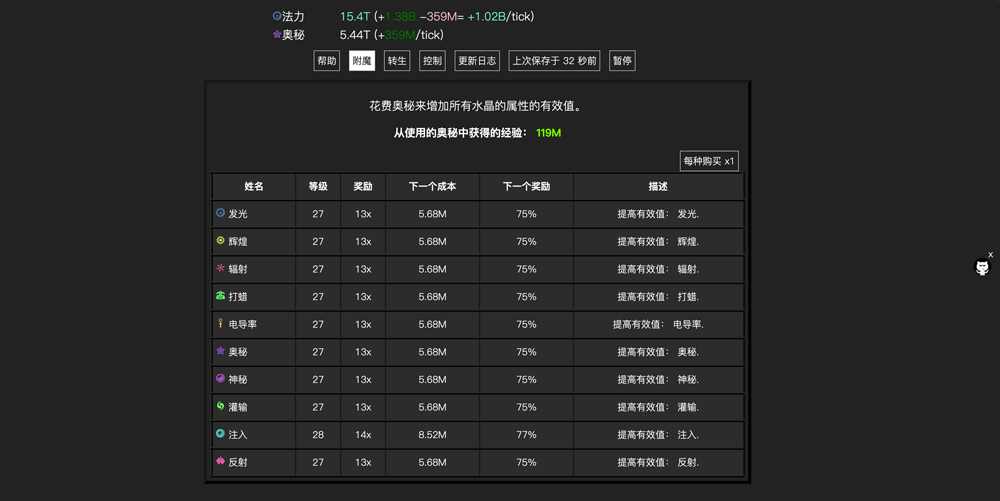 法力 15.4T (+1.38B −359M= +1.02B/tick)
奥秘 5.44T (+359M/tick)
帮助 附魔 转生 控制 更新日志 上次保存于 32 秒前 暂停
花费奥秘来增加所有水晶的属性的有效值。
从使用的奥秘中获得的经验： 119M
每种购买 x1
姓名 等级 奖励 下一个成本 下一个奖励 描述
发光 27 13x 5.68M 75% 提高有效值： 发光.
辉煌 27 13x 5.68M 75% 提高有效值： 辉煌.
辐射 27 13x 5.68M 75% 提高有效值： 辐射.
打蜡 27 13x 5.68M 75% 提高有效值： 打蜡.
电导率 27 13x 5.68M 75% 提高有效值： 电导率.
奥秘 27 13x 5.68M 75% 提高有效值： 奥秘.
神秘 27 13x 5.68M 75% 提高有效值： 神秘.
灌输 27 13x 5.68M 75% 提高有效值： 灌输.
注入 28 14x 8.52M 77% 提高有效值： 注入.
反射 27 13x 5.68M 75% 提高有效值： 反射.
x